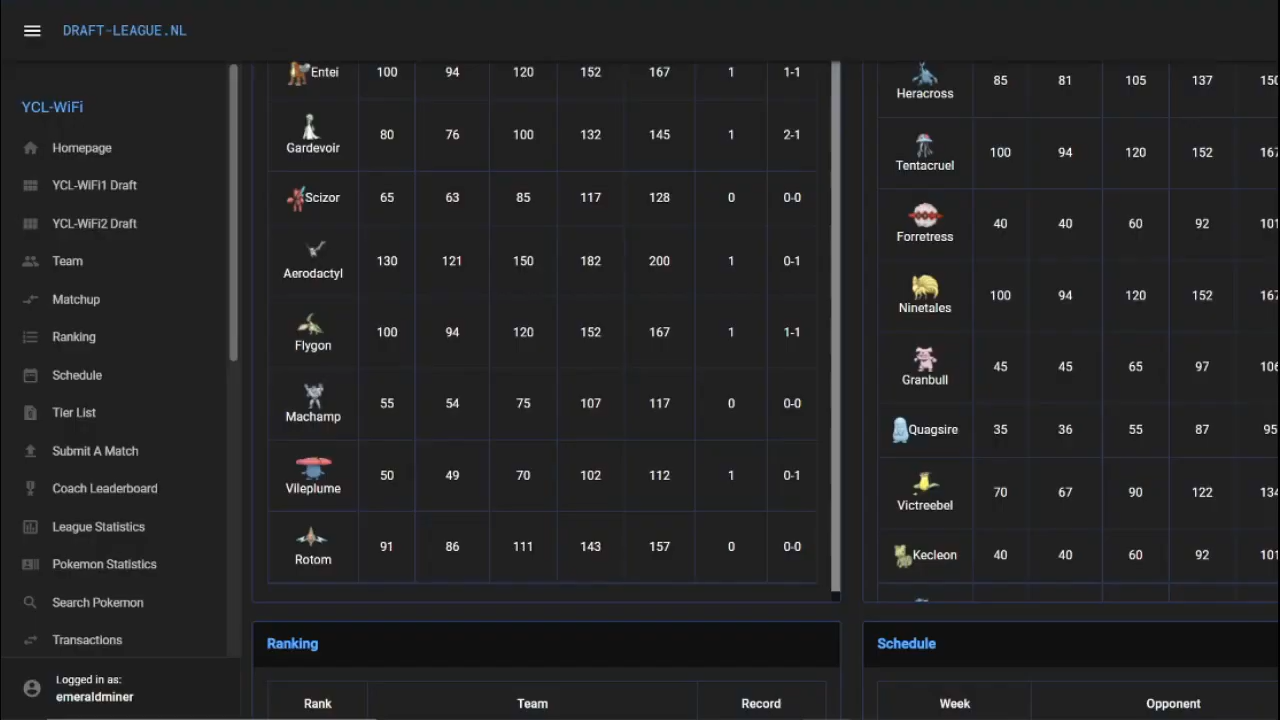 DRAFT-LEAGUE.NL
YCL-WiFi
Homepage
YCL-WiFi1 Draft
YCL-WiFi2 Draft
Team
Matchup
Ranking
Schedule
Tier List
Submit A Match
Coach Leaderboard
League Statistics
Pokemon Statistics
Search Pokemon
Transactions
Logged in as:
emeraldminer
Entei 100 94 120 152 167 1 1-1
Gardevoir 80 76 100 132 145 1 2-1
Scizor 65 63 85 117 128 0 0-0
Aerodactyl 130 121 150 182 200 1 0-1
Flygon 100 94 120 152 167 1 1-1
Machamp 55 54 75 107 117 0 0-0
Vileplume 50 49 70 102 112 1 0-1
Rotom 91 86 111 143 157 0 0-0
Heracross 85 81 105 137 150
Tentacruel 100 94 120 152 167
Forretress 40 40 60 92 101
Ninetales 100 94 120 152 167
Granbull 45 45 65 97 106
Quagsire 35 36 55 87 95
Victreebel 70 67 90 122 134
Kecleon 40 40 60 92 101
Ranking
Rank Team Record
Schedule
Week Opponent